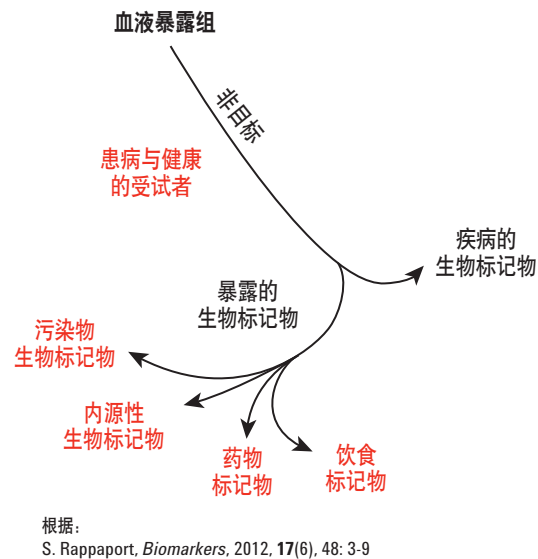 血液暴露组
非目标
患病与健康
的受试者
疾病的
生物标记物
暴露的
生物标记物
污染物
生物标记物
内源性
生物标记物
药物
标记物
饮食
标记物
根据：
S. Rappaport, Biomarkers, 2012, 17(6), 48: 3-9